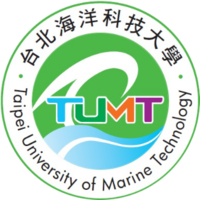 ·台北海洋科技大學·
TUMT
Taipei University of Marine Technology